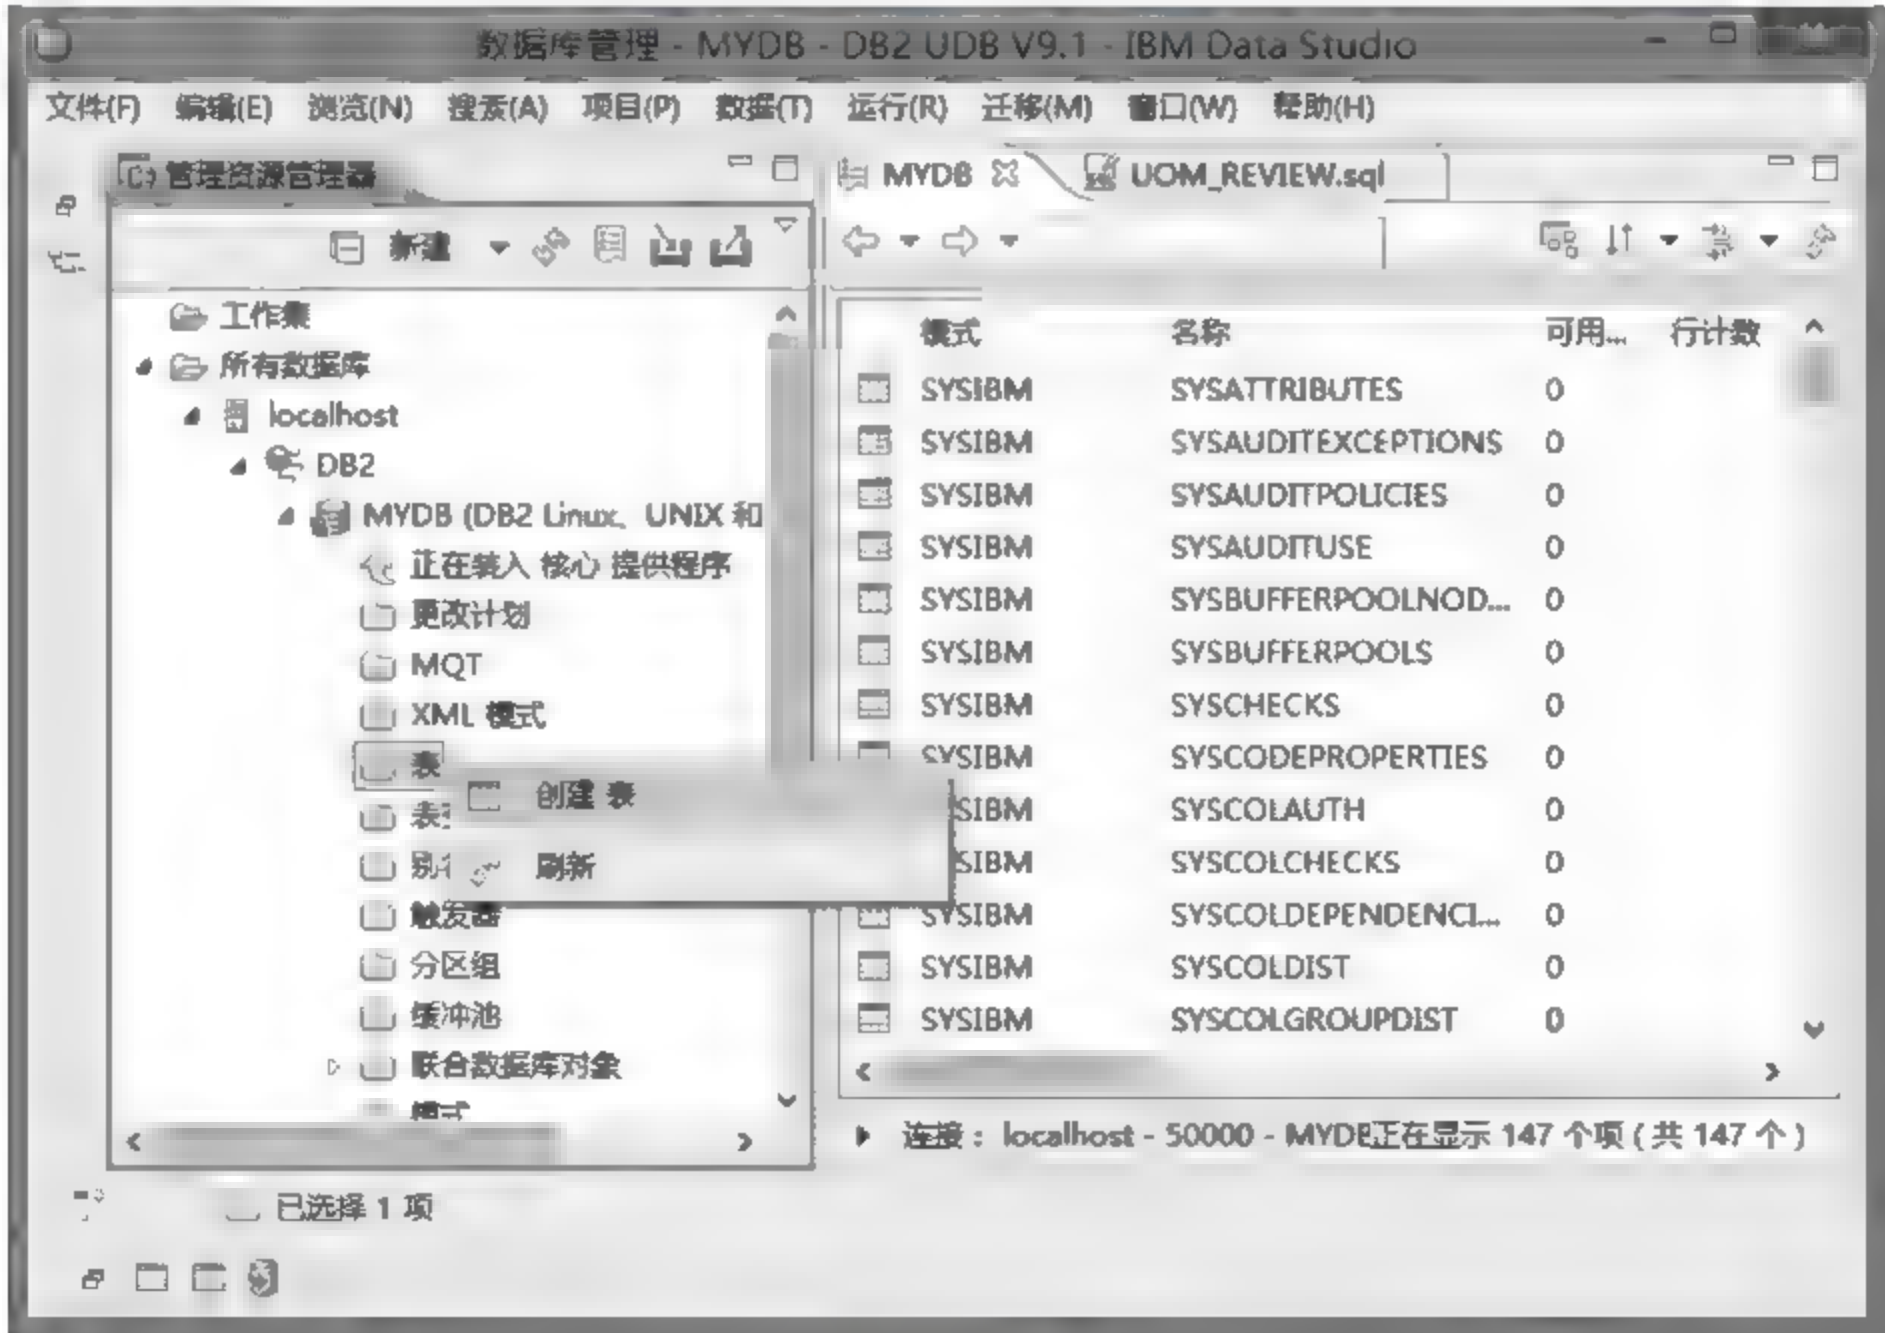 数据库管理 - MYDB - DB2 UDB V9.1 - IBM Data Studio
文件(F) 编辑(E) 浏览(N) 搜索(A) 项目(P) 数据(T) 运行(R) 迁移(M) 窗口(W) 帮助(H)
管理资源管理器
新建
工作集
所有数据库
localhost
DB2
MYDB (DB2 Linux、UNIX 和
正在装入 核心 提供程序
更改计划
MQT
XML 模式
表
创建 表
刷新
触发器
分区组
缓冲池
联合数据库对象
模式
已选择 1 项
MYDB UOM_REVIEW.sql
模式 名称 可用... 行计数
SYSIBM SYSATTRIBUTES 0
SYSIBM SYSAUDITEXCEPTIONS 0
SYSIBM SYSAUDITPOLICIES 0
SYSIBM SYSAUDITUSE 0
SYSIBM SYSBUFFERPOOLNOD... 0
SYSIBM SYSBUFFERPOOLS 0
SYSIBM SYSCHECKS 0
SYSIBM SYSCODEPROPERTIES 0
SYSIBM SYSCOLAUTH 0
SIBM SYSCOLCHECKS 0
SYSIBM SYSCOLDEPENDENCI... 0
SYSIBM SYSCOLDIST 0
SYSIBM SYSCOLGROUPDIST 0
连接： localhost - 50000 - MYDB正在显示 147 个项 ( 共 147 个 )